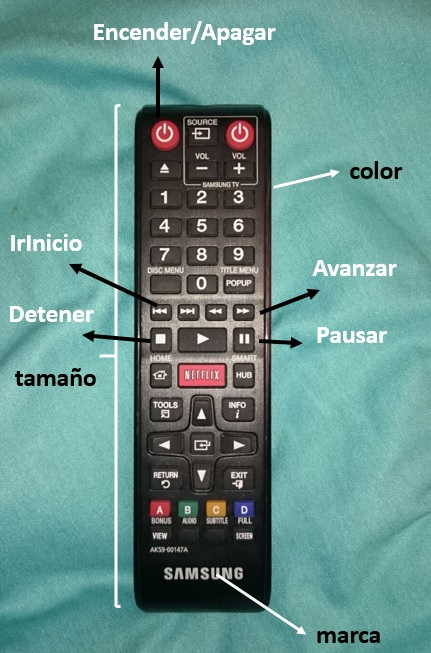 Encender/Apagar
SOURCE
VOL
VOL
SAMSUNG TV
color
1 2 3
4 5 6
7 8 9
IrInicio
Avanzar
DISC MENU
TITLE MENU
0
POPUP
Detener
Pausar
HOME
SMART
NETFLIX
HUB
tamaño
TOOLS
INFO
i
RETURN
EXIT
A B C D
BONUS AUDIO SUBTITLE FULL
VIEW
SCREEN
AK59-00147A
SAMSUNG
marca